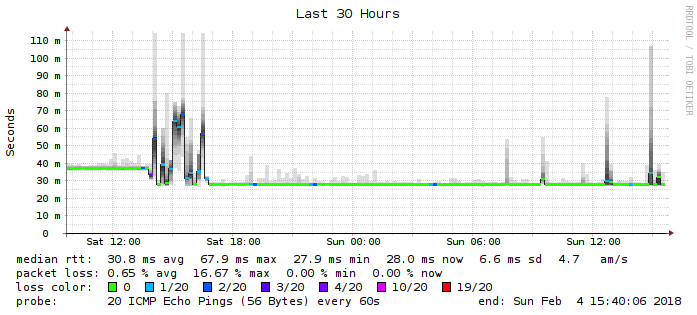 Last 30 Hours
RRDTOOL / TOBI OETIKER
Seconds
110 m
100 m
90 m
80 m
70 m
60 m
50 m
40 m
30 m
20 m
10 m
0
Sat 12:00 Sat 18:00 Sun 00:00 Sun 06:00 Sun 12:00
median rtt: 30.8 ms avg 67.9 ms max 27.9 ms min 28.0 ms now 6.6 ms sd 4.7 am/s
packet loss: 0.65 % avg 16.67 % max 0.00 % min 0.00 % now
loss color: 0 1/20 2/20 3/20 4/20 10/20 19/20
probe: 20 ICMP Echo Pings (56 Bytes) every 60s end: Sun Feb 4 15:40:06 2018